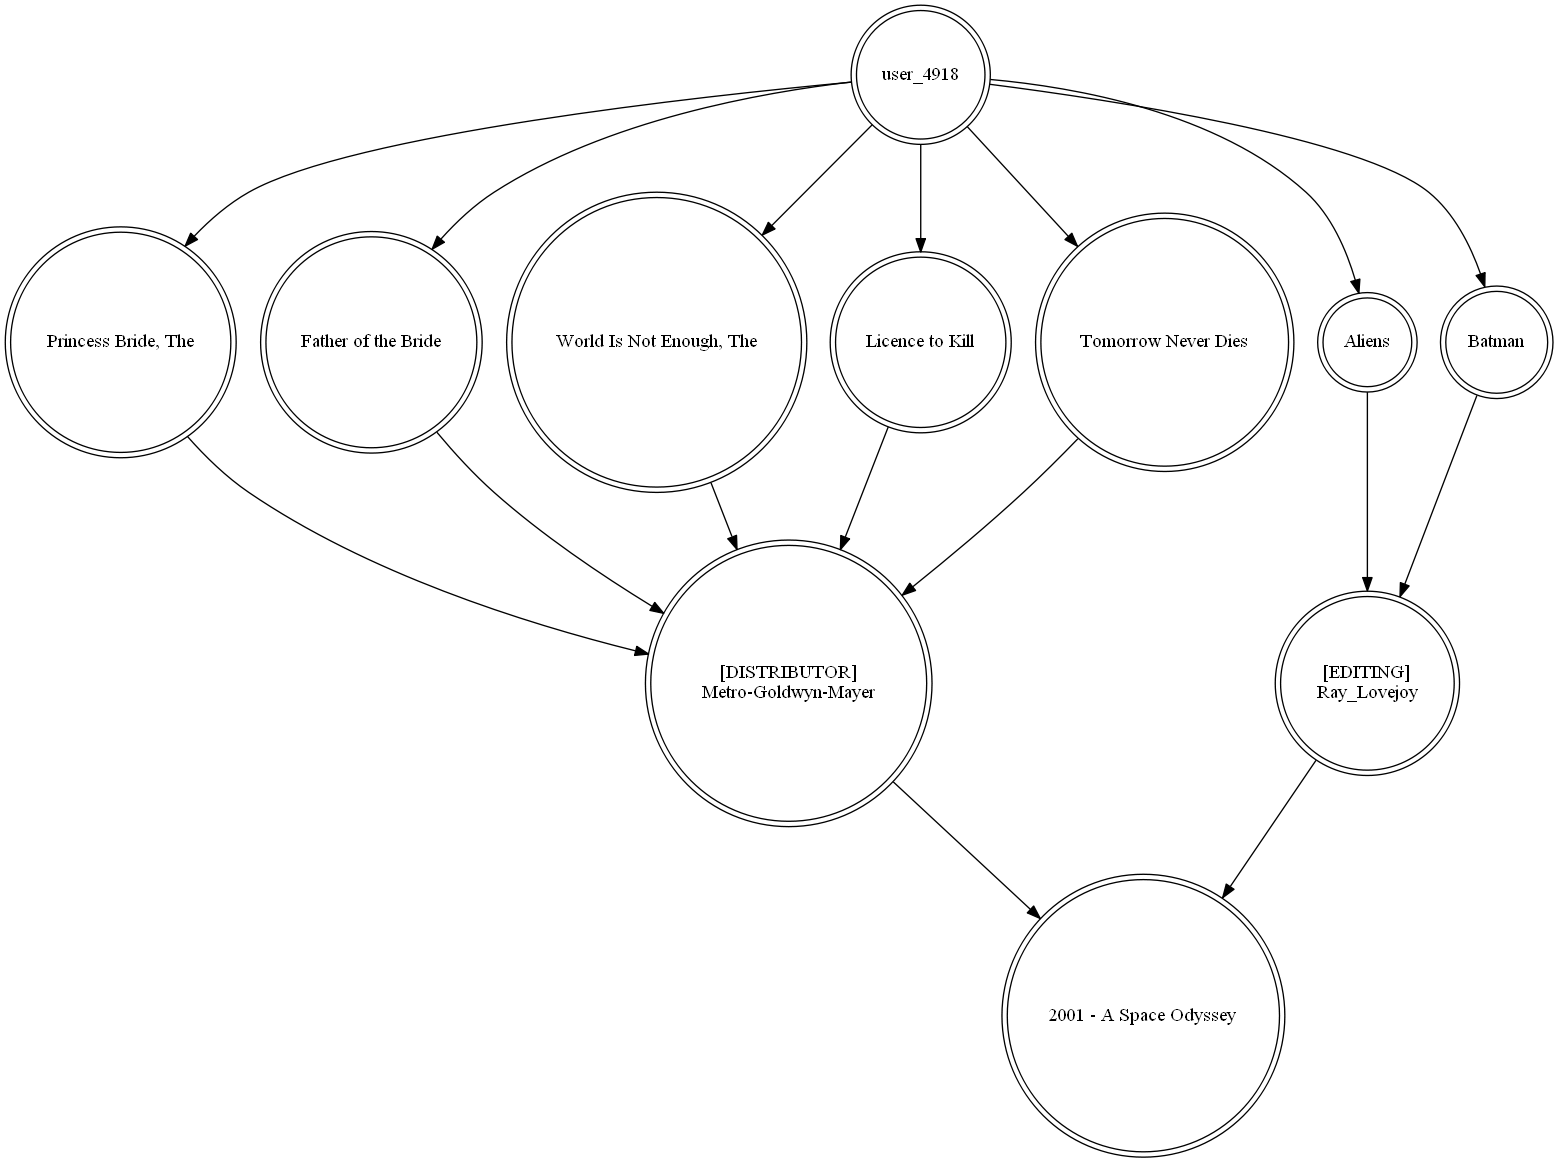 user_4918
Princess Bride, The
Father of the Bride
World Is Not Enough, The
Licence to Kill
Tomorrow Never Dies
Aliens
Batman
[DISTRIBUTOR]
Metro-Goldwyn-Mayer
[EDITING]
Ray_Lovejoy
2001 - A Space Odyssey